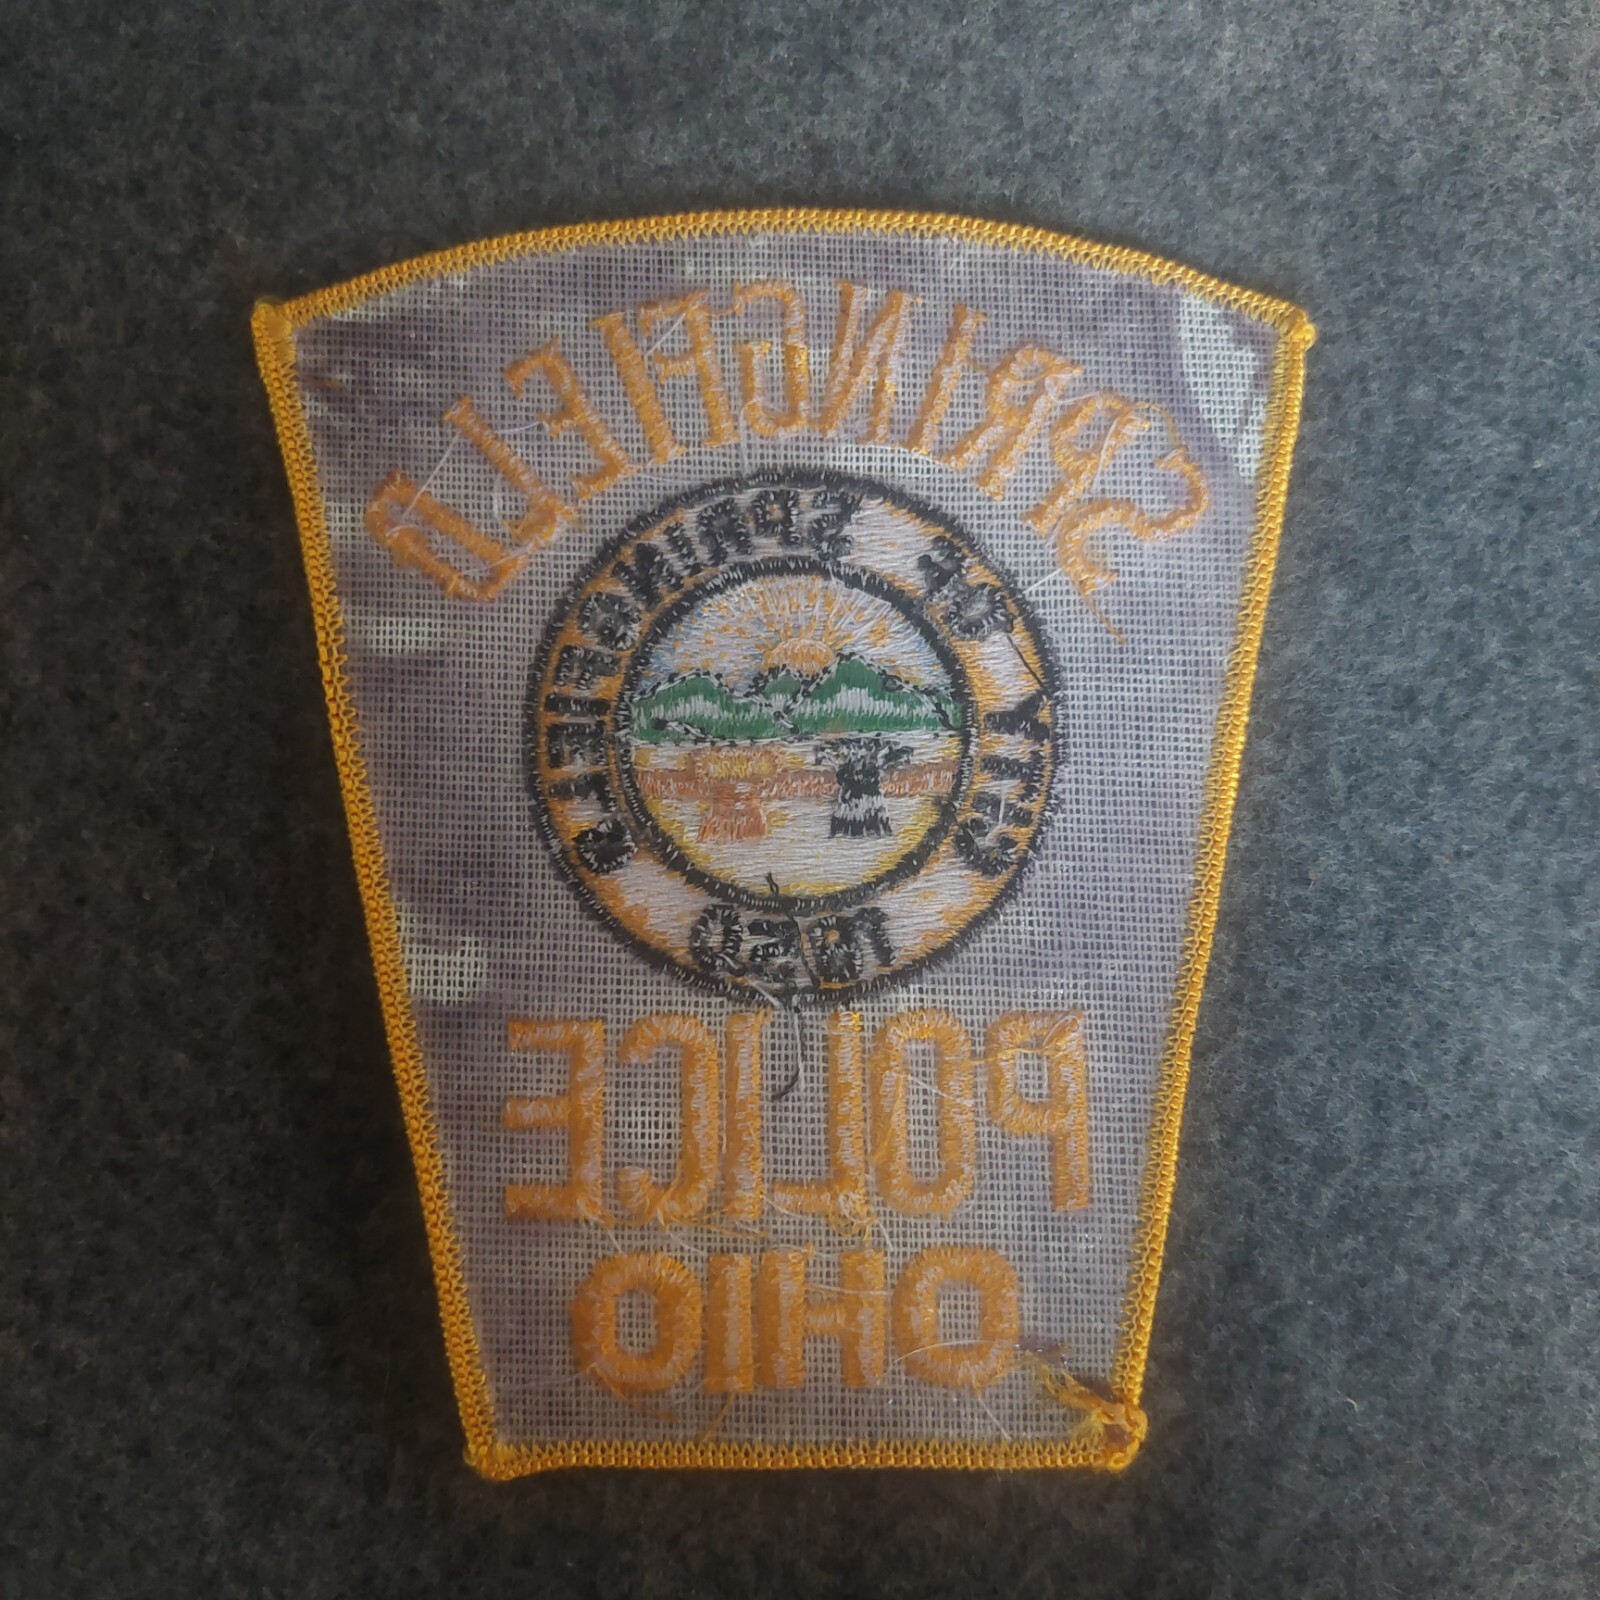 SPRINGFIELD
CITY OF SPRINGFIELD
1850
POLICE
OHIO